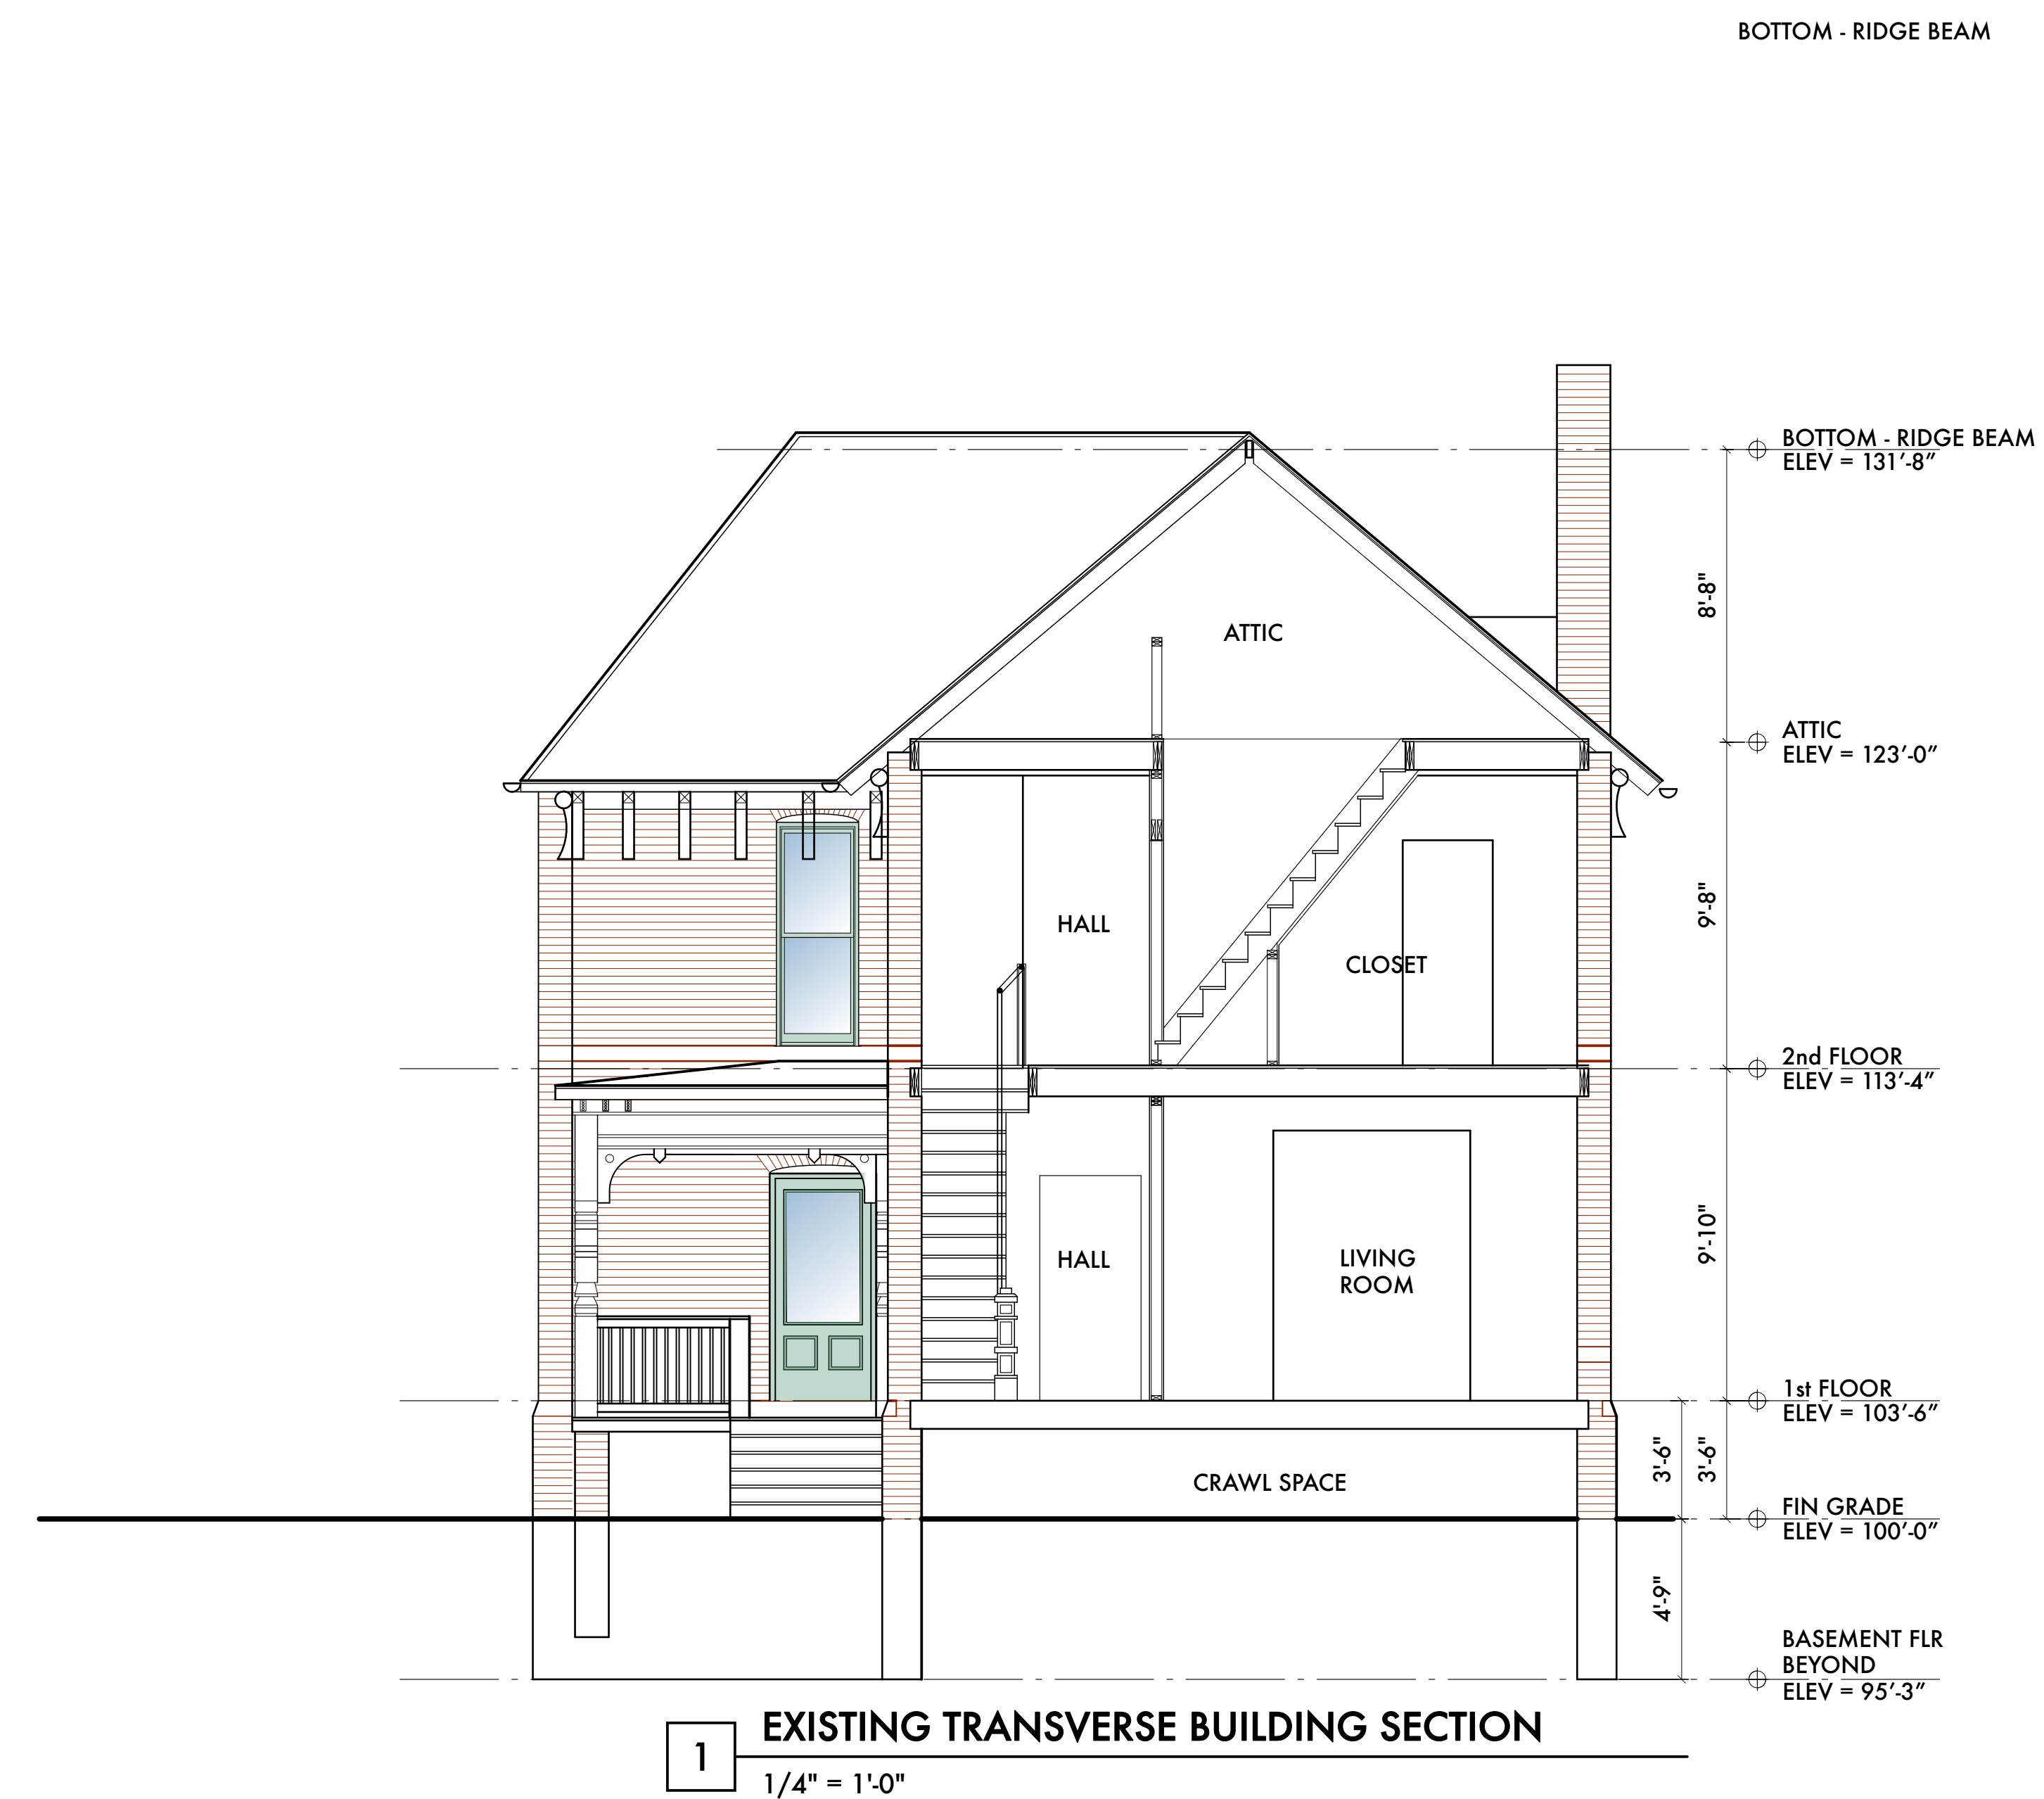 BOTTOM - RIDGE BEAM
BOTTOM - RIDGE BEAM
ELEV = 131′-8″
8'-8"
ATTIC
ATTIC
ELEV = 123′-0″
9'-8"
HALL
CLOSET
2nd FLOOR
ELEV = 113′-4″
9'-10"
HALL
LIVING
ROOM
1st FLOOR
ELEV = 103′-6″
3'-6"
3'-6"
CRAWL SPACE
FIN GRADE
ELEV = 100′-0″
4'-9"
BASEMENT FLR
BEYOND
ELEV = 95′-3″
1
EXISTING TRANSVERSE BUILDING SECTION
1/4" = 1'-0"